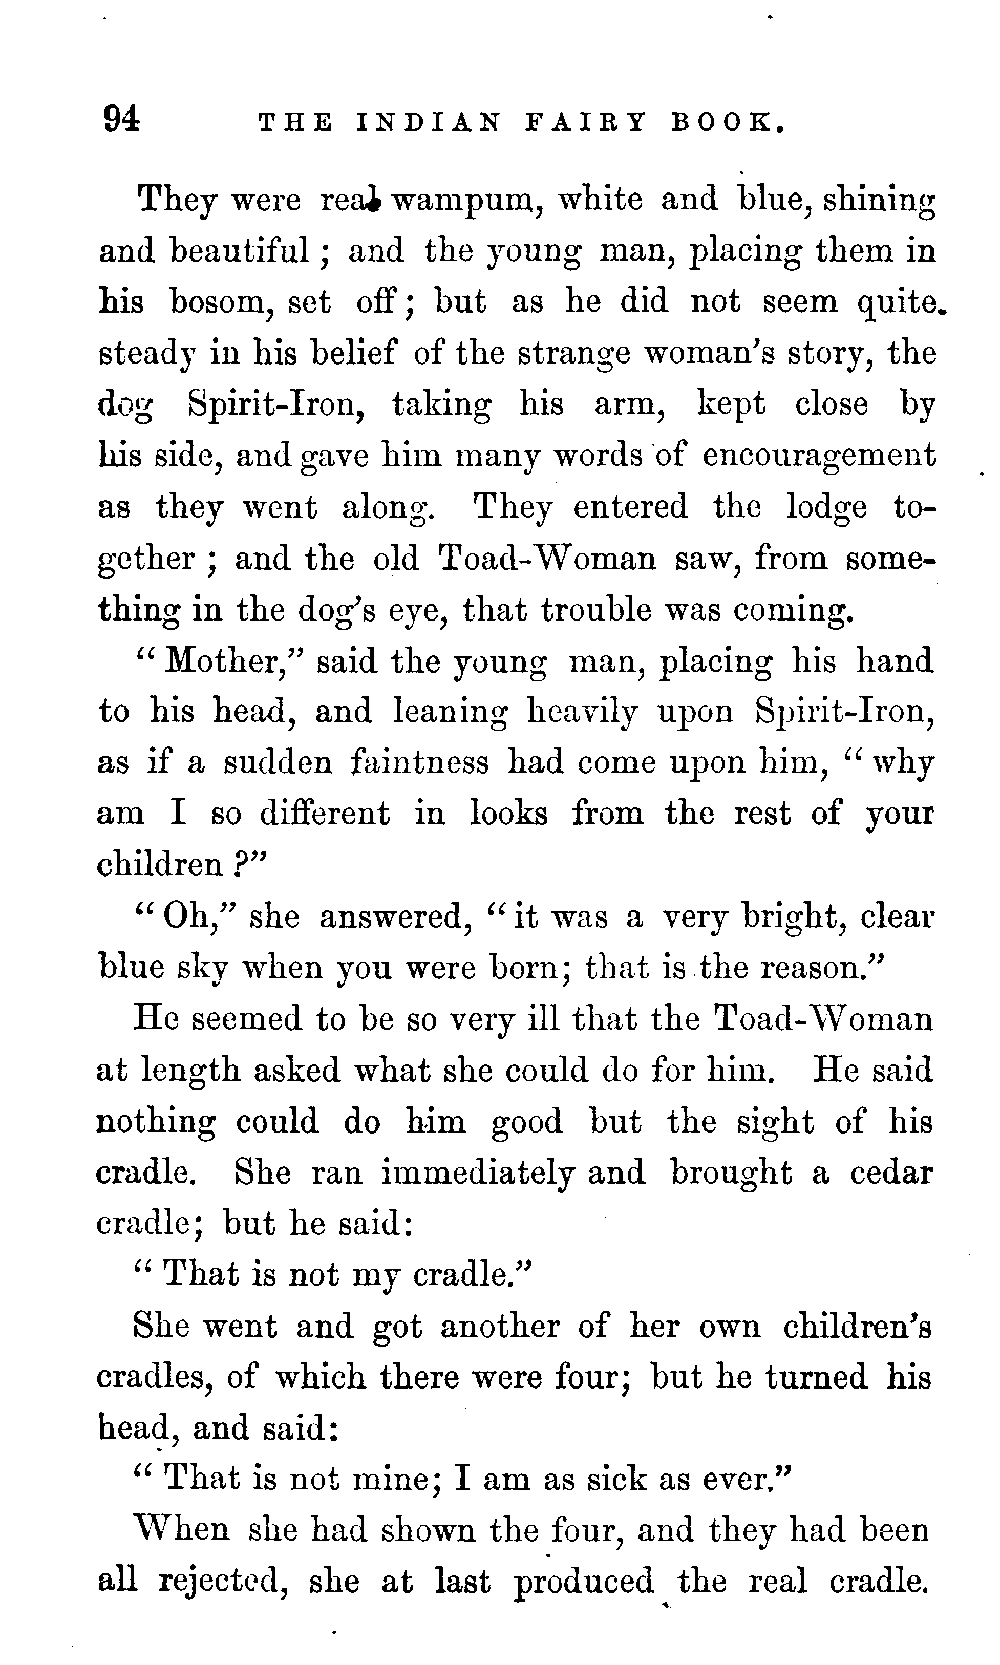 94 THE INDIAN FAIRY BOOK.
They were real wampum, white and blue, shining
and beautiful ; and the young man, placing them in
his bosom, set off ; but as he did not seem quite.
steady in his belief of the strange woman's story, the
dog Spirit-Iron, taking his arm, kept close by
his side, and gave him many words of encouragement
as they went along. They entered the lodge to-
gether ; and the old Toad-Woman saw, from some-
thing in the dog's eye, that trouble was coming.
" Mother," said the young man, placing his hand
to his head, and leaning heavily upon Spirit-Iron,
as if a sudden faintness had come upon him, " why
am I so different in looks from the rest of your
children ?"
" Oh," she answered, " it was a very bright, clear
blue sky when you were born; that is the reason."
He seemed to be so very ill that the Toad-Woman
at length asked what she could do for him. He said
nothing could do him good but the sight of his
cradle. She ran immediately and brought a cedar
cradle; but he said:
" That is not my cradle."
She went and got another of her own children's
cradles, of which there were four; but he turned his
head, and said:
" That is not mine; I am as sick as ever."
When she had shown the four, and they had been
all rejected, she at last produced the real cradle.